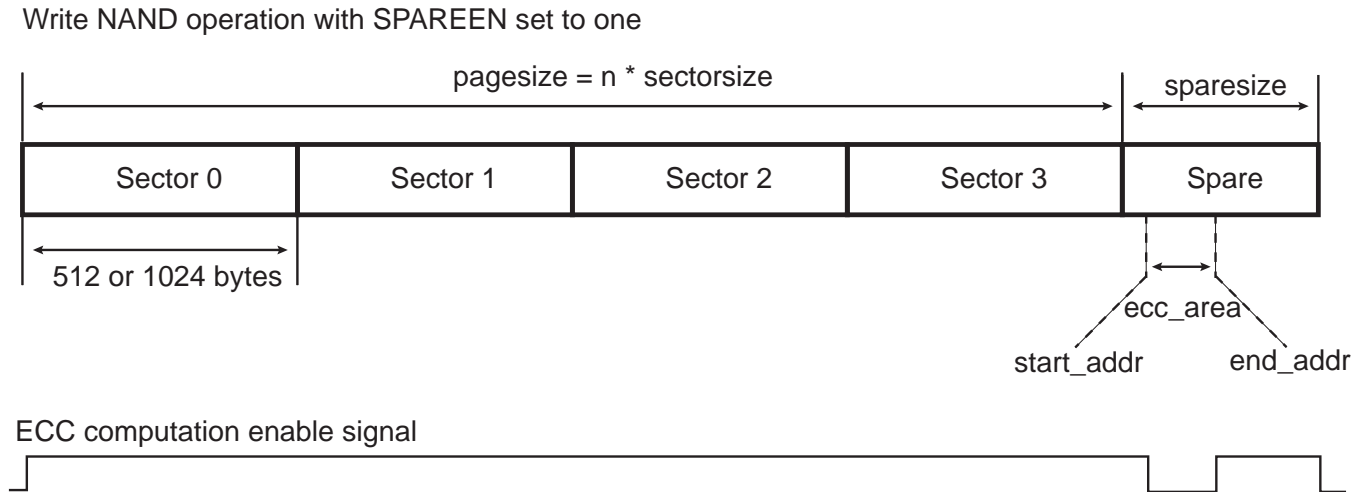 Write NAND operation with SPAREEN set to one
pagesize = n * sectorsize
sparesize
Sector 0
Sector 1
Sector 2
Sector 3
Spare
512 or 1024 bytes
ecc_area
start_addr
end_addr
ECC computation enable signal